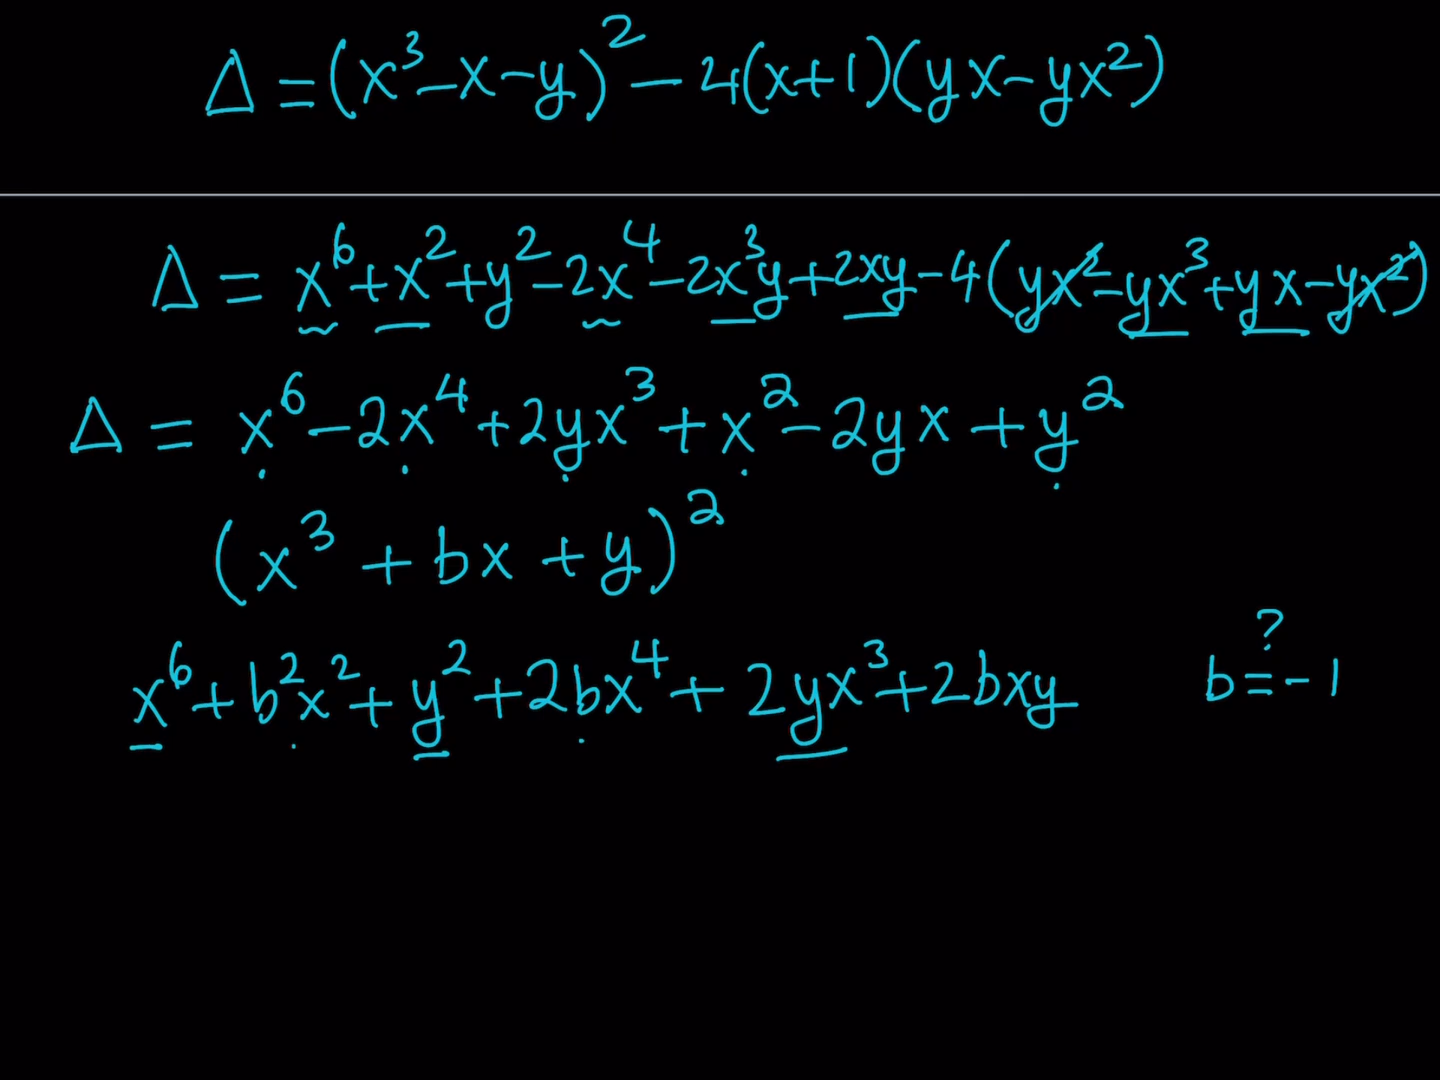 Δ = (x³ - x - y)² - 4(x+1)(yx - yx²)
Δ = x⁶ + x² + y² - 2x⁴ - 2x³y + 2xy - 4(yx² - yx³ + yx - yx²)
Δ = x⁶ - 2x⁴ + 2yx³ + x² - 2yx + y²
(x³ + bx + y)²
x⁶ + b²x² + y² + 2bx⁴ + 2yx³ + 2bxy b ?= -1